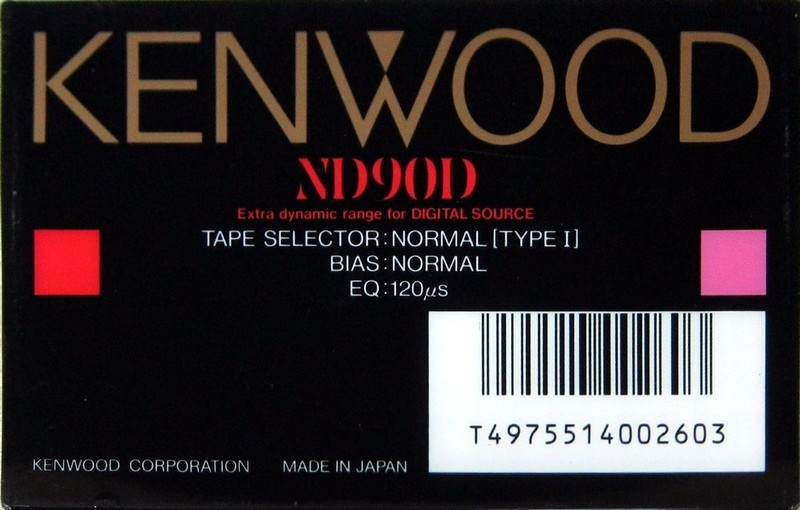 KENWOOD
ND90D
Extra dynamic range for DIGITAL SOURCE
TAPE SELECTOR:NORMAL [TYPE I]
BIAS:NORMAL
EQ:120μs
T4975514002603
KENWOOD CORPORATION MADE IN JAPAN